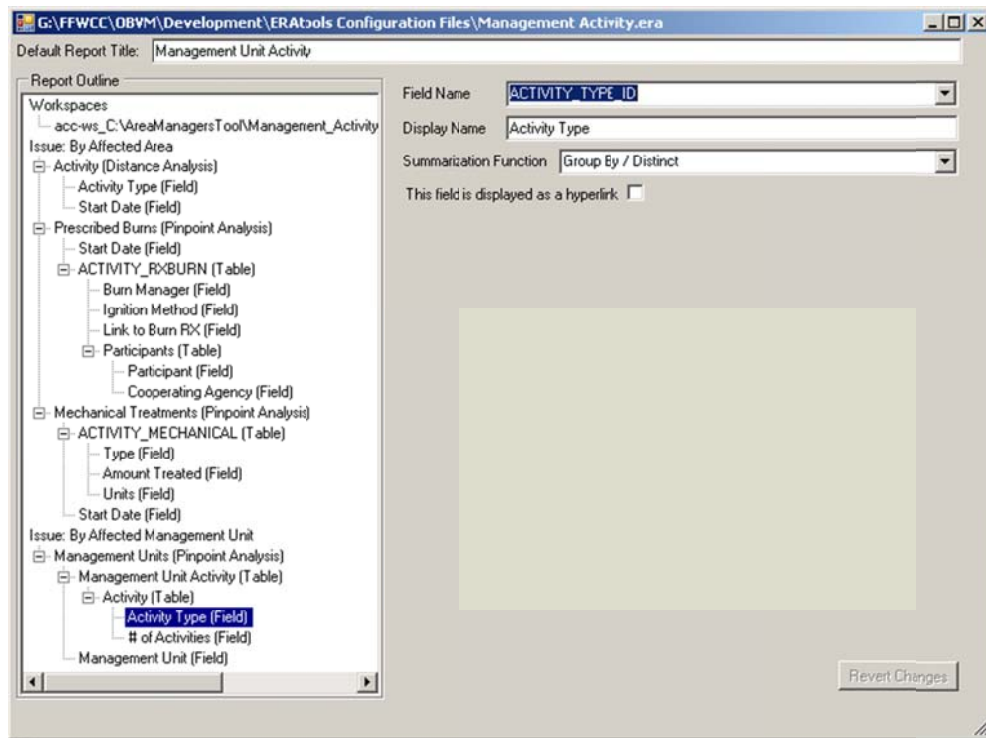 G:\FFWCC\OBVM\Development\ERAtools Configuration Files\Management Activity.era
Default Report Title: Management Unit Activity
Report Outline
Workspaces
acc-ws_C:\AreaManagersTool\Management_Activity
Issue: By Affected Area
Activity (Distance Analysis)
Activity Type (Field)
Start Date (Field)
Prescribed Burns (Pinpoint Analysis)
Start Date (Field)
ACTIVITY_RXBURN (Table)
Burn Manager (Field)
Ignition Method (Field)
Link to Burn RX (Field)
Participants (Table)
Participant (Field)
Cooperating Agency (Field)
Mechanical Treatments (Pinpoint Analysis)
ACTIVITY_MECHANICAL (Table)
Type (Field)
Amount Treated (Field)
Units (Field)
Start Date (Field)
Issue: By Affected Management Unit
Management Units (Pinpoint Analysis)
Management Unit Activity (Table)
Activity (Table)
Activity Type (Field)
# of Activities (Field)
Management Unit (Field)
Field Name ACTIVITY_TYPE_ID
Display Name Activity Type
Summarization Function Group By / Distinct
This field is displayed as a hyperlink
Revert Changes